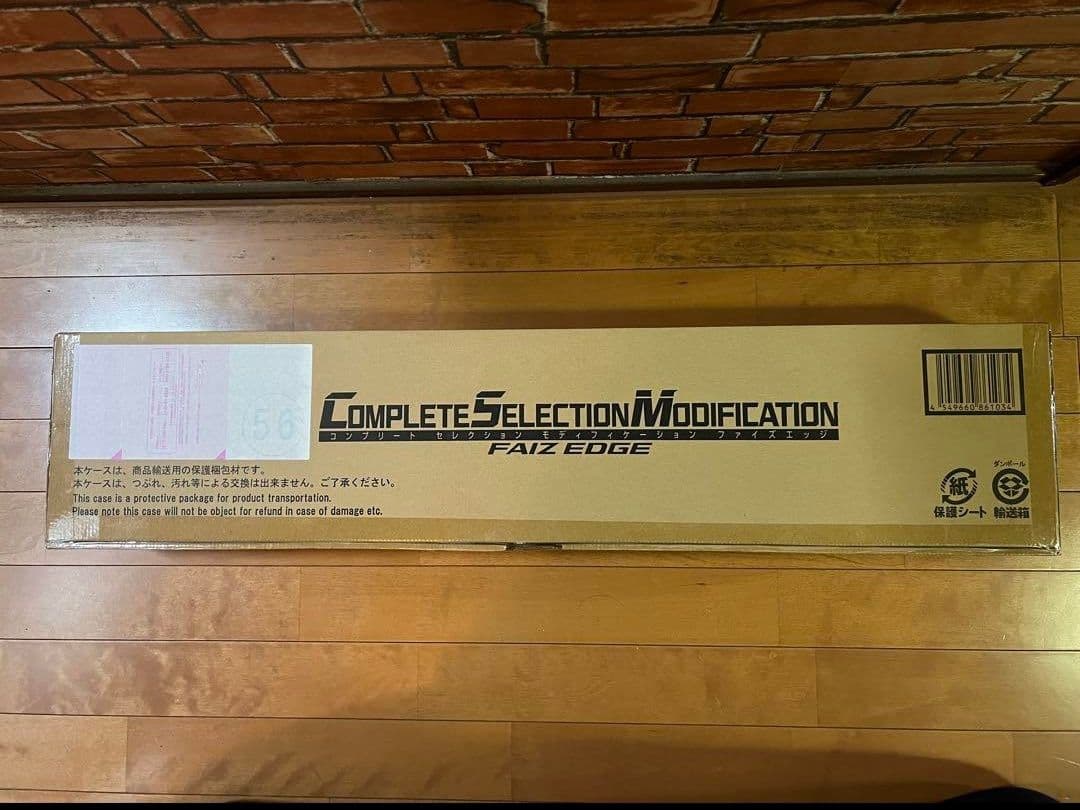 156
COMPLETE SELECTION MODIFICATION
コンプリート セレクション モディフィケーション ファイズエッジ
FAIZ EDGE
4 549660 861034
本ケースは、商品輸送用の保護梱包材です。
本ケースは、つぶれ、汚れ等による交換は出来ません。ご了承ください。
This case is a protective package for product transportation.
Please note this case will not be object for refund in case of damage etc.
紙
保護シート
ダンボール
輸送箱